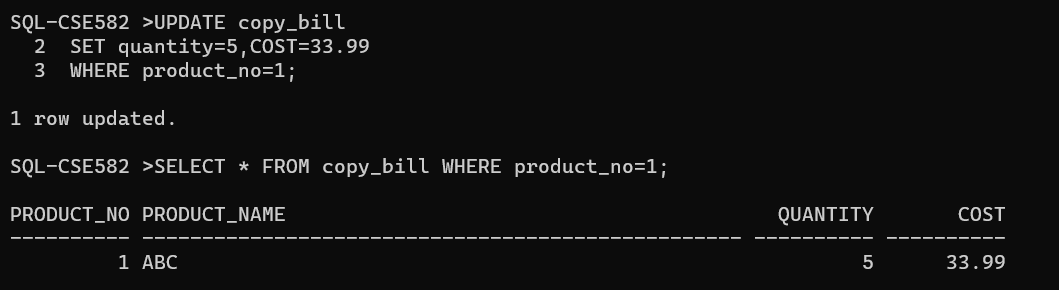 SQL-CSE582 >UPDATE copy_bill
  2  SET quantity=5,COST=33.99
  3  WHERE product_no=1;
1 row updated.
SQL-CSE582 >SELECT * FROM copy_bill WHERE product_no=1;
PRODUCT_NO PRODUCT_NAME                                         QUANTITY       COST
---------- -------------------------------------------------- ---------- ----------
         1 ABC                                                         5      33.99